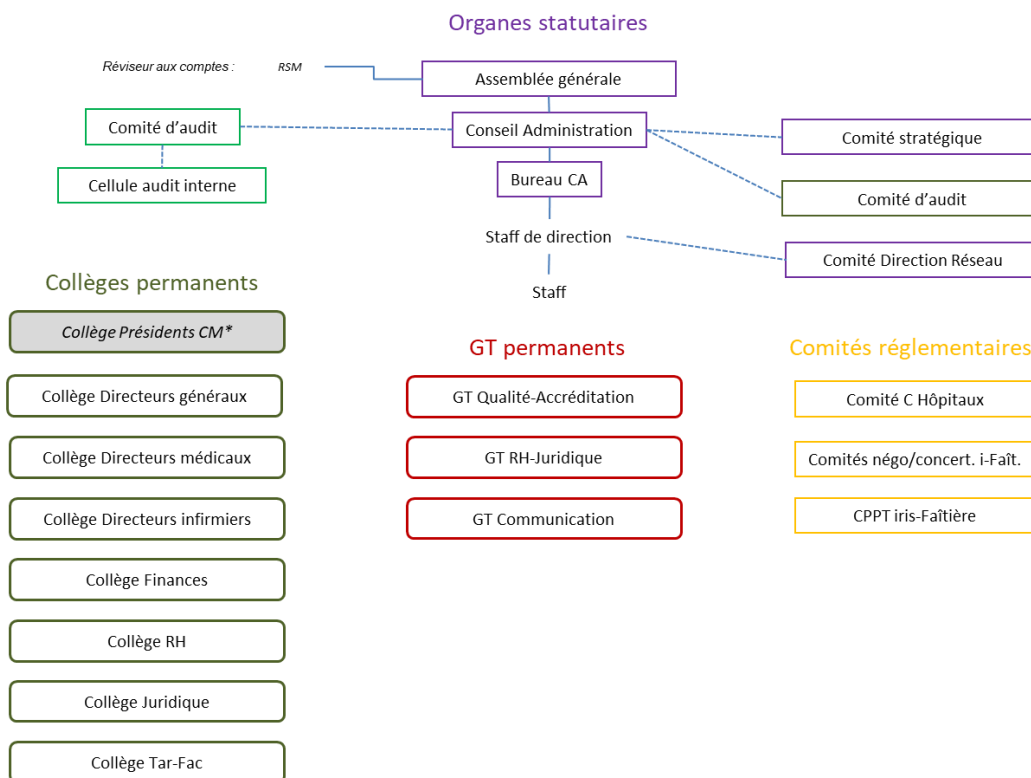 Organes statutaires
Réviseur aux comptes : RSM
Assemblée générale
Comité d'audit
Conseil Administration
Comité stratégique
Cellule audit interne
Bureau CA
Comité d'audit
Staff de direction
Comité Direction Réseau
Staff
Collèges permanents
Collège Présidents CM*
Collège Directeurs généraux
Collège Directeurs médicaux
Collège Directeurs infirmiers
Collège Finances
Collège RH
Collège Juridique
Collège Tar-Fac
GT permanents
GT Qualité-Accréditation
GT RH-Juridique
GT Communication
Comités réglementaires
Comité C Hôpitaux
Comités négo/concert. i-Faît.
CPPT iris-Faîtière